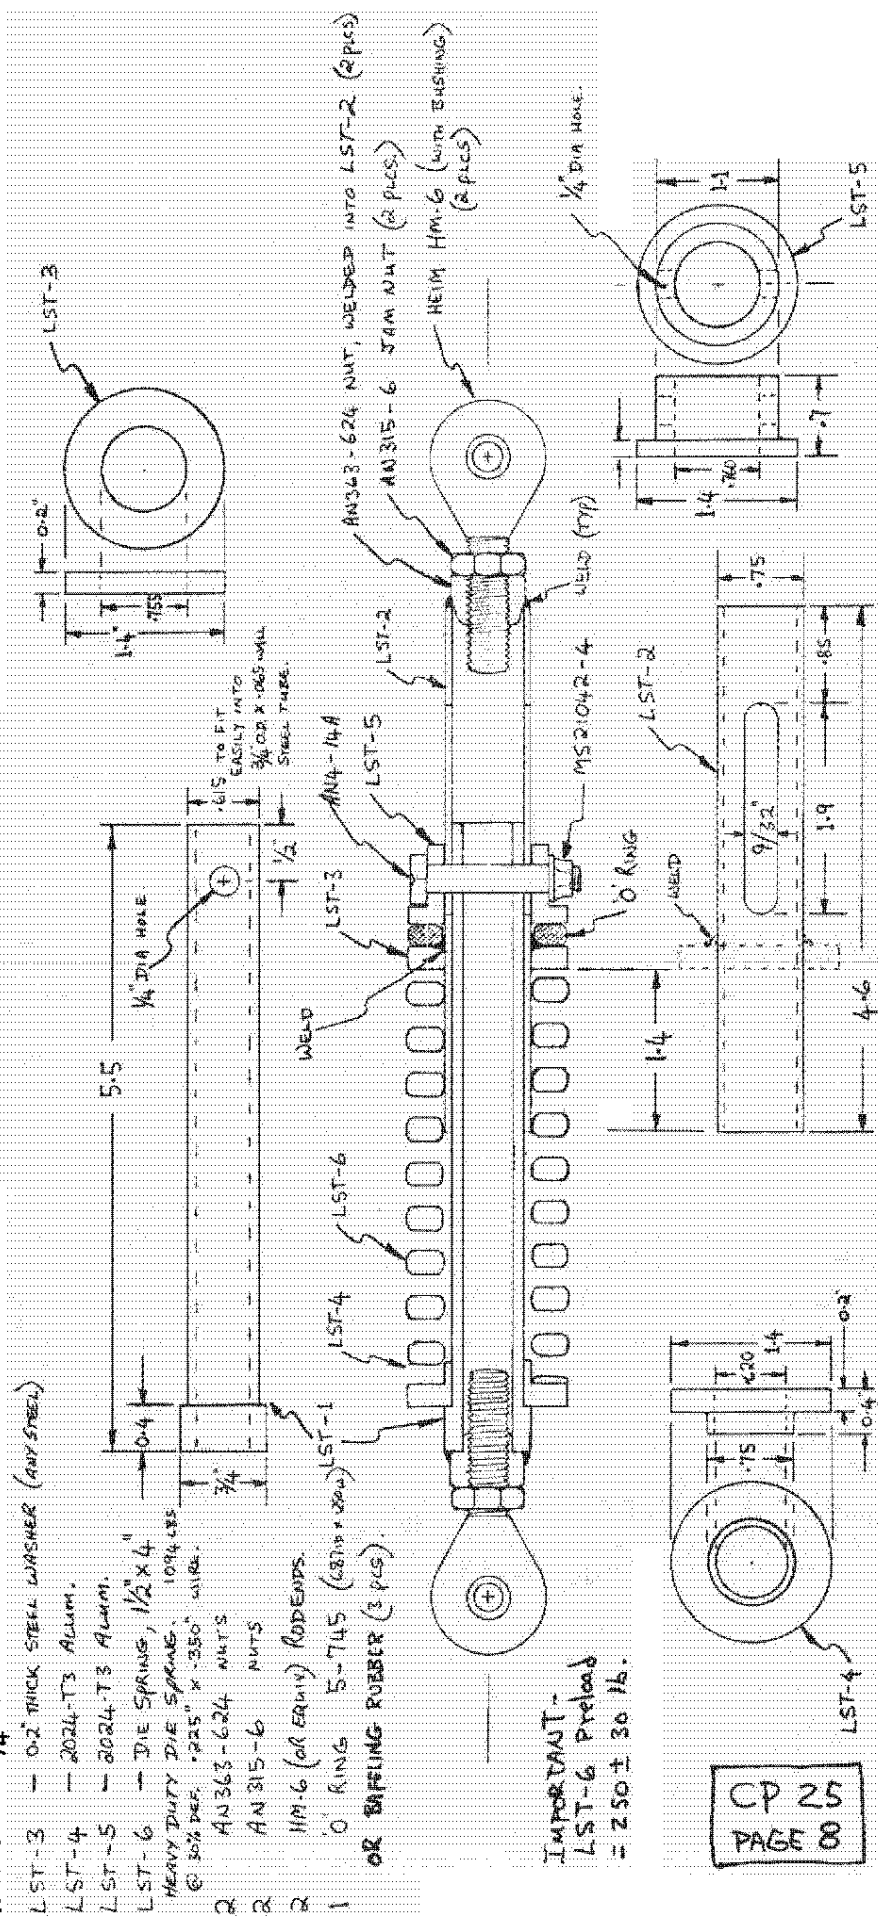 LST-3 — 0.2" THICK STEEL WASHER (ANY STEEL)
LST-4 — 2024-T3 ALUM.
LST-5 — 2024-T3 ALUM.
LST-6 — DIE SPRING, 1½" x 4"
HEAVY DUTY DIE SPRING. 1094 LBS
@ 30% DEF. .225" x .350" WIRE.
2 AN363-624 NUTS
2 AN315-6 NUTS
2 HM-6 (OR EQUIV) RODENDS.
1 'O' RING 5-745
OR BAFFLING RUBBER (3 PCS).
5.5
0.4
¾"
¼" DIA HOLE
½
.615 TO FIT
EASILY INTO
¾" O.D. x .065 WALL
STEEL TUBE.
LST-1
1.4"
.755
0.2"
LST-3
LST-4
LST-6
WELD
LST-3
AN4-14A
LST-5
LST-2
AN363-624 NUT, WELDED INTO LST-2 (2 PLCS)
AN315-6 JAM NUT (2 PLCS.)
HEIM HM-6 (WITH BUSHING)
(2 PLCS)
'O' RING
MS21042-4
WELD (TYP)
IMPORTANT-
LST-6 Preload
= 250 ± 30 lb.
LST-4
.75
.620
1.4
0.2"
0.4"
1.4
WELD
LST-2
9/32"
1.9
.85
.75
4.6
1.4
.760
.7
¼" DIA HOLE.
1.1
LST-5
CP 25
PAGE 80